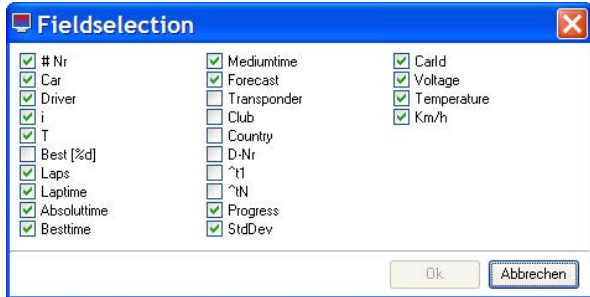 Fieldselection
# Nr
Car
Driver
i
T
Best [%d]
Laps
Laptime
Absoluttime
Besttime
Mediumtime
Forecast
Transponder
Club
Country
D-Nr
^t1
^tN
Progress
StdDev
CarId
Voltage
Temperature
Km/h
Ok
Abbrechen